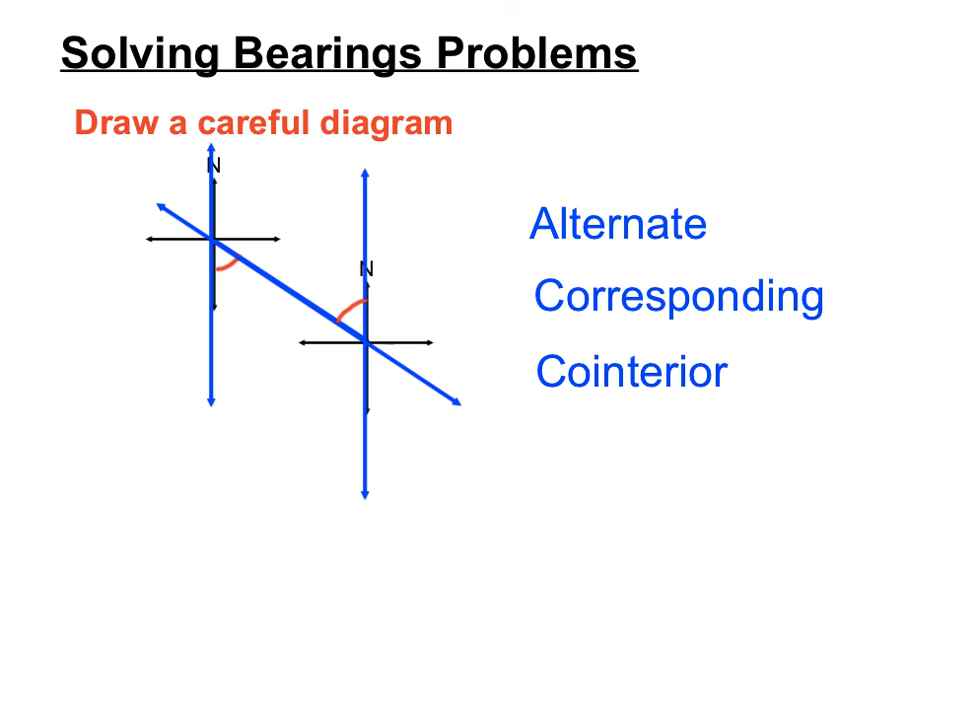 Solving Bearings Problems
Draw a careful diagram
N
Alternate
N
Corresponding
Cointerior